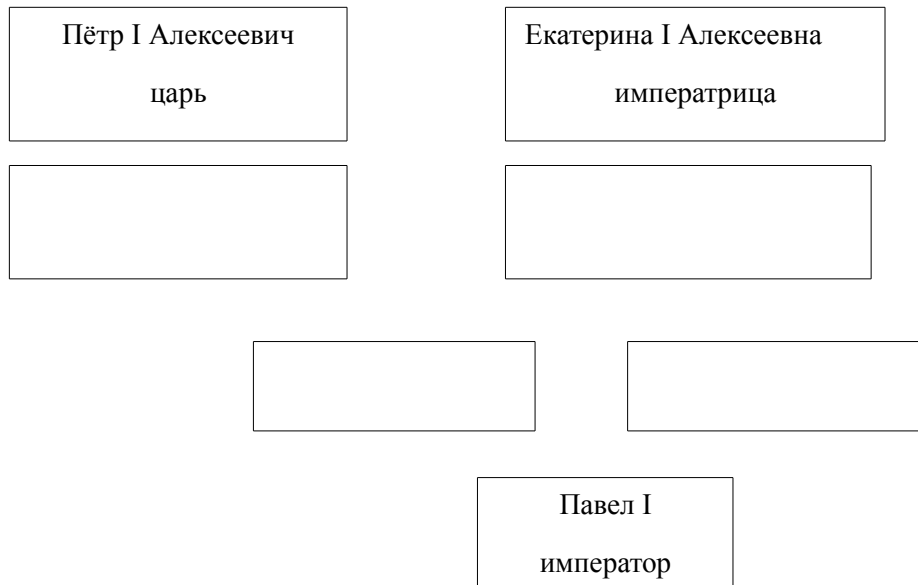 Пётр I Алексеевич
царь
Екатерина I Алексеевна
императрица
Павел I
император